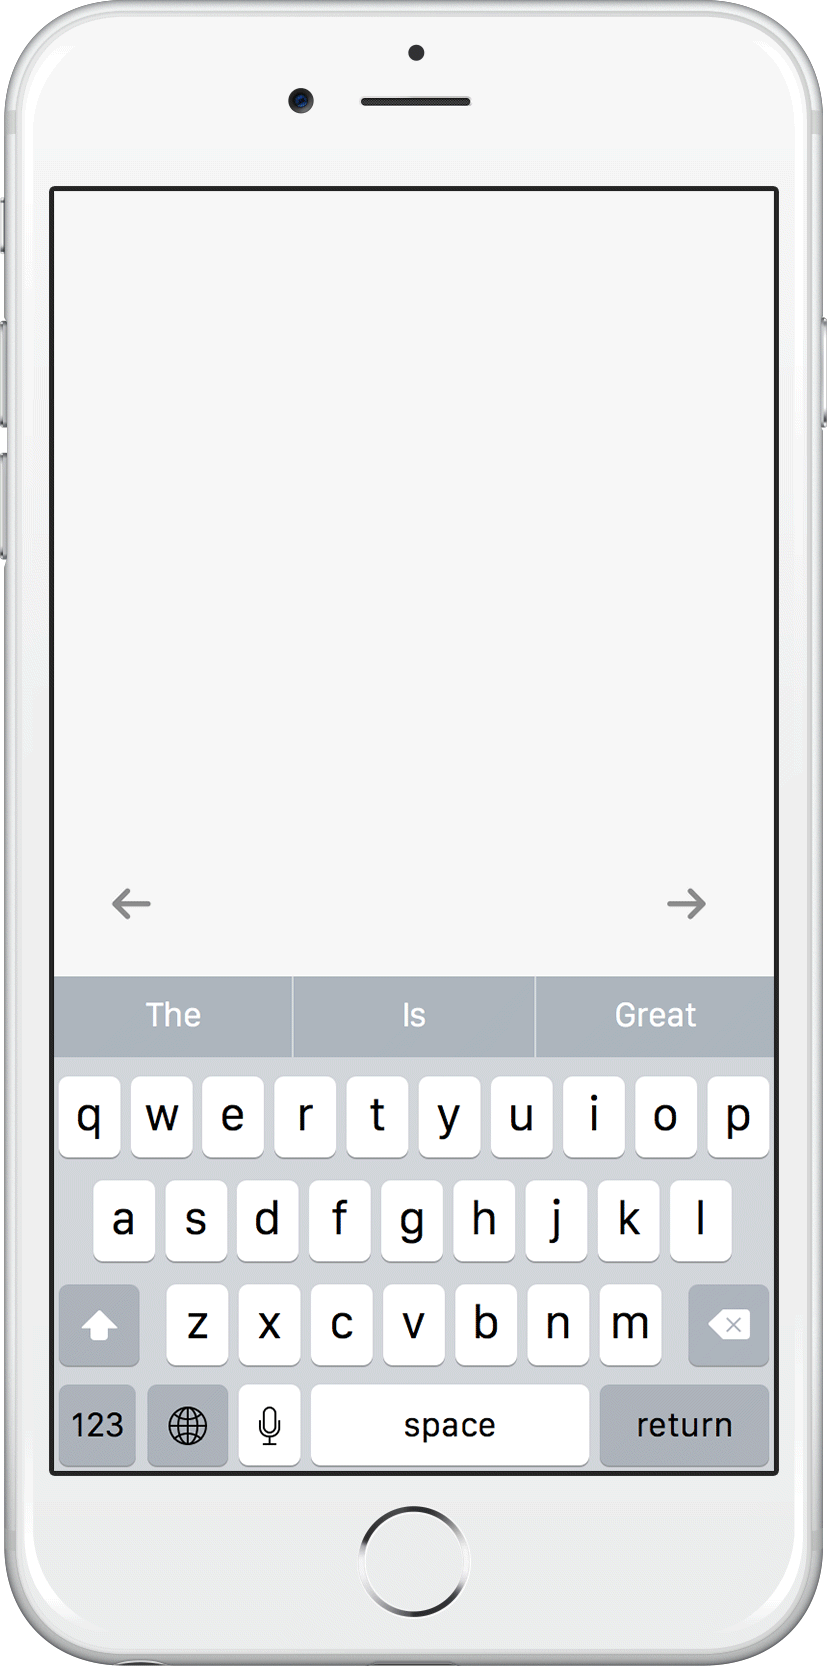 The Is Great
q w e r t y u i o p
a s d f g h j k l
z x c v b n m
123 space return